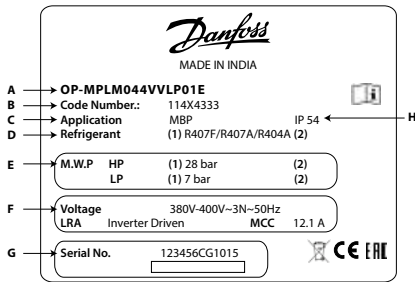 Danfoss
MADE IN INDIA
A OP-MPLM044VVLP01E
B Code Number.: 114X4333
C Application MBP IP 54 H
D Refrigerant (1) R407F/R407A/R404A (2)
E M.W.P HP (1) 28 bar (2)
LP (1) 7 bar (2)
F Voltage 380V-400V~3N~50Hz
LRA Inverter Driven MCC 12.1 A
G Serial No. 123456CG1015
CE EAC